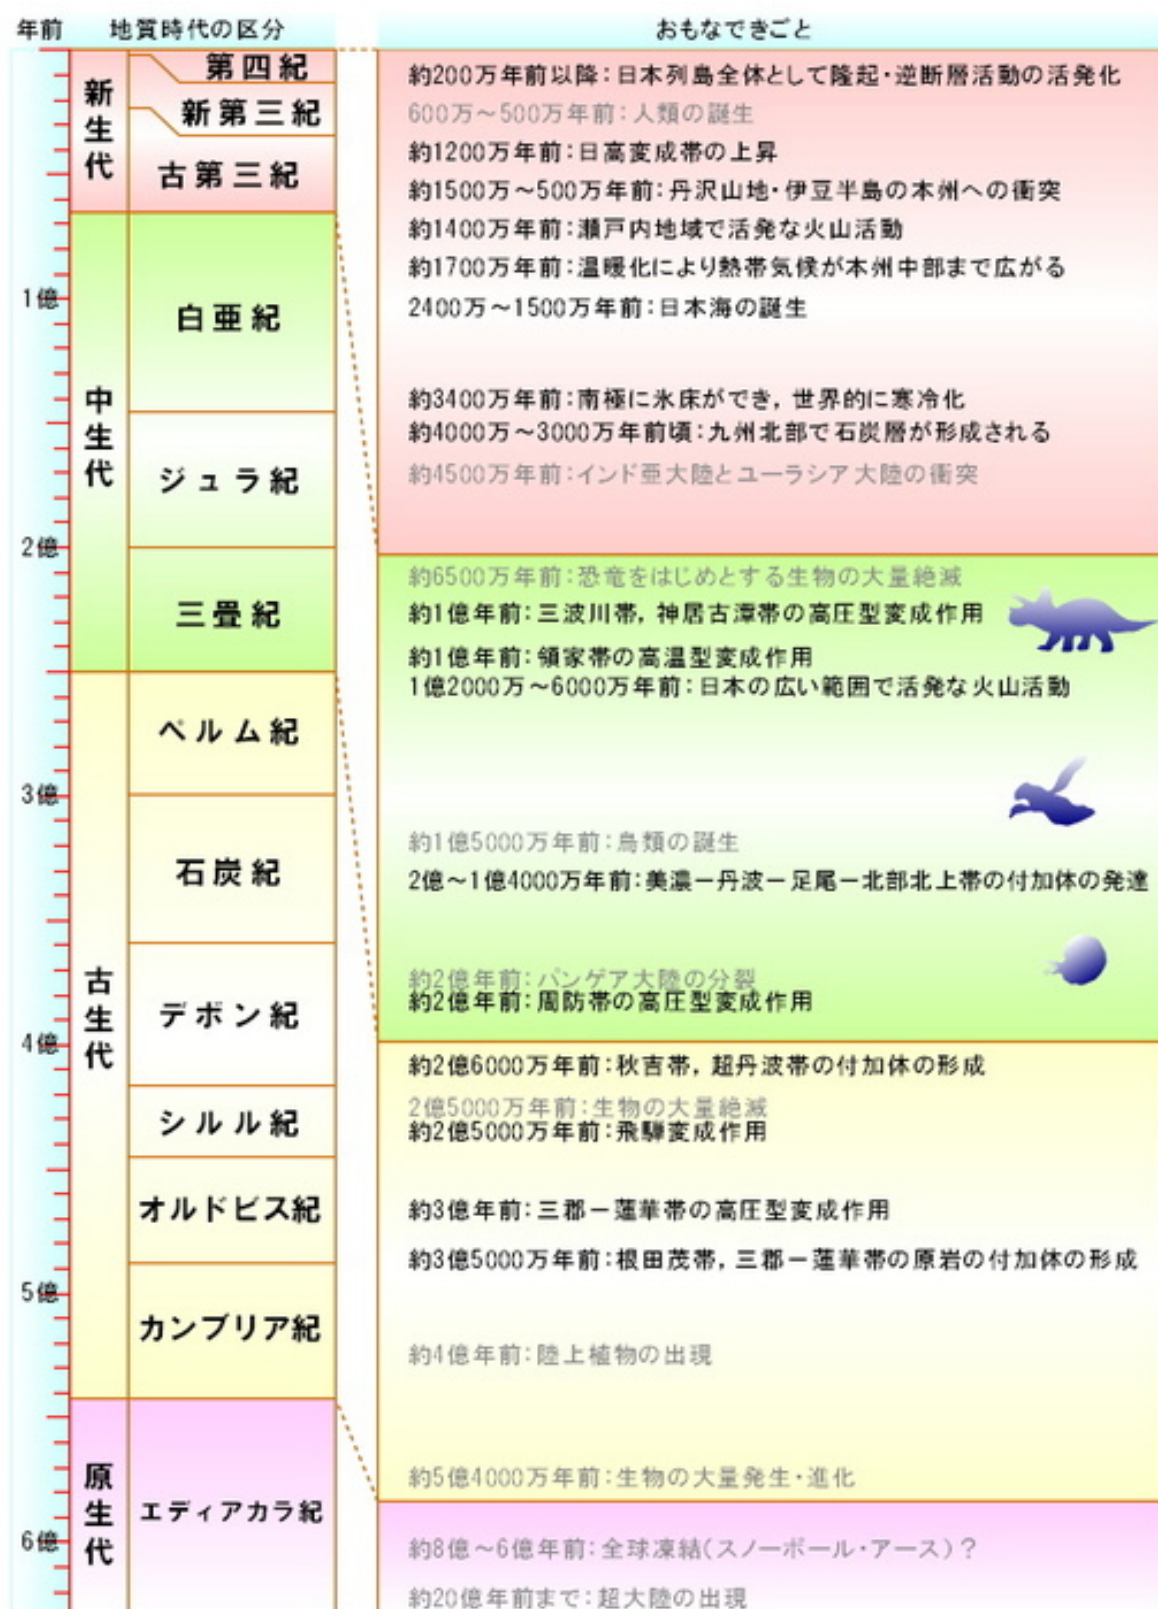 年前 地質時代の区分 おもなできごと
新生代
第四紀
新第三紀
古第三紀
中生代
白亜紀
ジュラ紀
三畳紀
古生代
ペルム紀
石炭紀
デボン紀
シルル紀
オルドビス紀
カンブリア紀
原生代
エディアカラ紀
1億
2億
3億
4億
5億
6億
約200万年前以降:日本列島全体として隆起・逆断層活動の活発化
600万~500万年前:人類の誕生
約1200万年前:日高変成帯の上昇
約1500万~500万年前:丹沢山地・伊豆半島の本州への衝突
約1400万年前:瀬戸内地域で活発な火山活動
約1700万年前:温暖化により熱帯気候が本州中部まで広がる
2400万~1500万年前:日本海の誕生
約3400万年前:南極に氷床ができ,世界的に寒冷化
約4000万~3000万年前頃:九州北部で石炭層が形成される
約4500万年前:インド亜大陸とユーラシア大陸の衝突
約6500万年前:恐竜をはじめとする生物の大量絶滅
約1億年前:三波川帯,神居古潭帯の高圧型変成作用
約1億年前:領家帯の高温型変成作用
1億2000万~6000万年前:日本の広い範囲で活発な火山活動
約1億5000万年前:鳥類の誕生
2億~1億4000万年前:美濃ー丹波ー足尾ー北部北上帯の付加体の発達
約2億年前:パンゲア大陸の分裂
約2億年前:周防帯の高圧型変成作用
約2億6000万年前:秋吉帯,超丹波帯の付加体の形成
2億5000万年前:生物の大量絶滅
約2億5000万年前:飛騨変成作用
約3億年前:三郡ー蓮華帯の高圧型変成作用
約3億5000万年前:根田茂帯,三郡ー蓮華帯の原岩の付加体の形成
約4億年前:陸上植物の出現
約5億4000万年前:生物の大量発生・進化
約8億~6億年前:全球凍結(スノーボール・アース)?
約20億年前まで:超大陸の出現